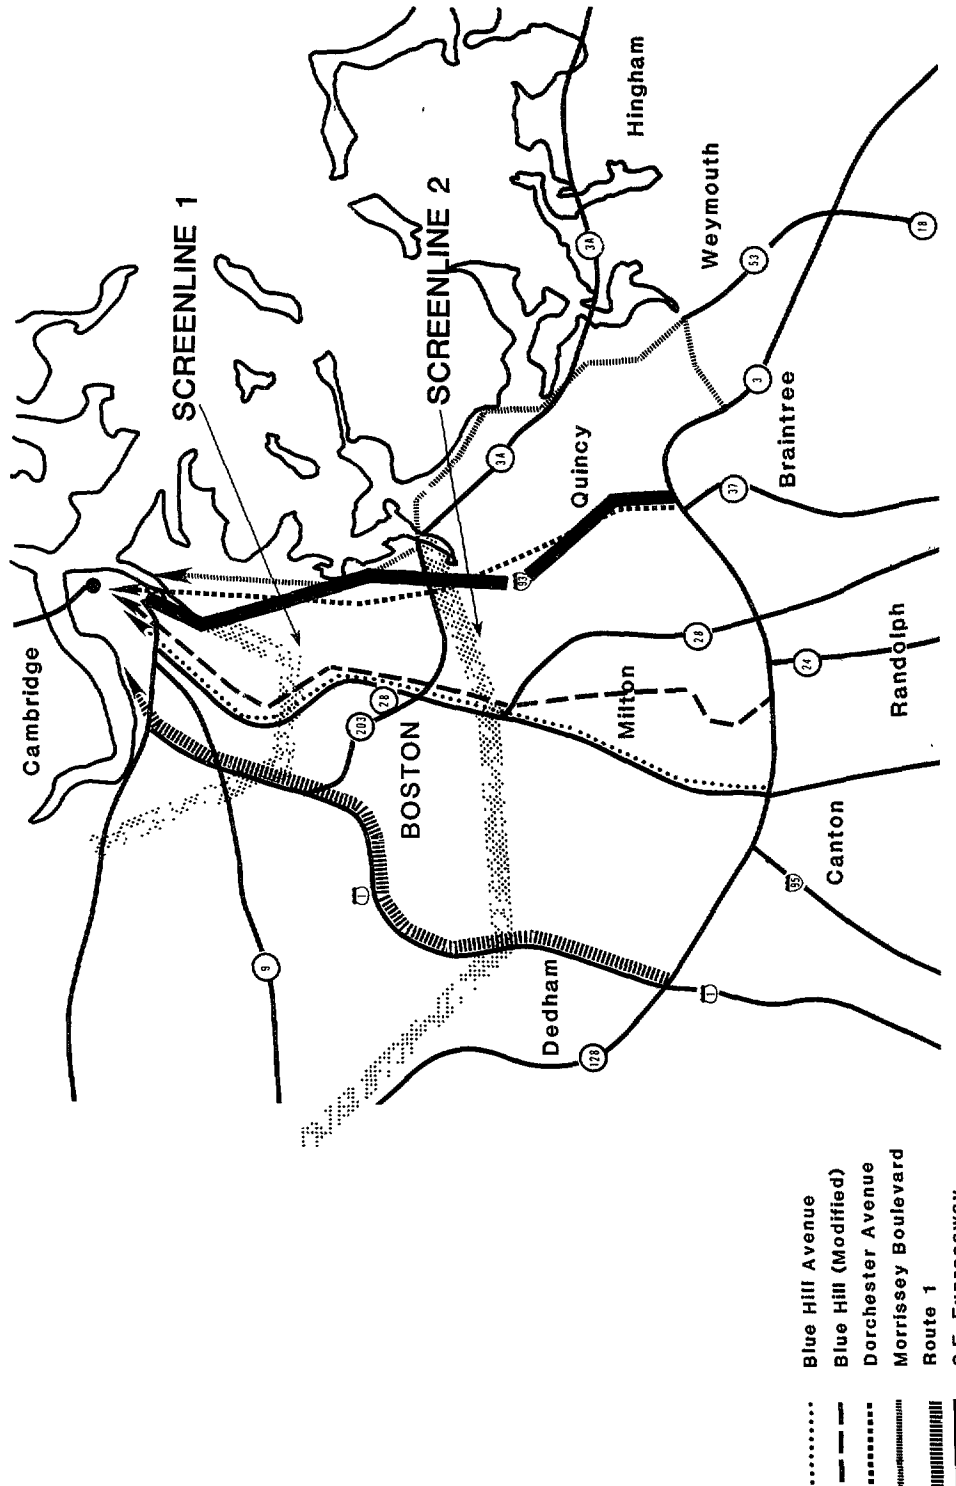 Cambridge
SCREENLINE 1
SCREENLINE 2
Hingham
Weymouth
BOSTON
Quincy
Braintree
Milton
Randolph
Dedham
Canton
3A
3A
53
18
3
37
93
28
28
203
24
1
9
95
1
128
Blue Hill Avenue
Blue Hill (Modified)
Dorchester Avenue
Morrissey Boulevard
Route 1